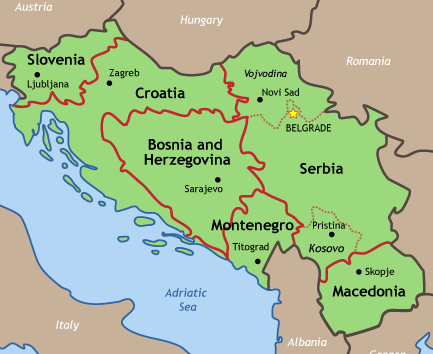 Austria
Hungary
Slovenia
Ljubljana
Zagreb
Croatia
Vojvodina
Novi Sad
Romania
BELGRADE
Bosnia and
Herzegovina
Sarajevo
Serbia
Montenegro
Titograd
Pristina
Kosovo
Skopje
Macedonia
Adriatic
Sea
Italy
Albania
Greece